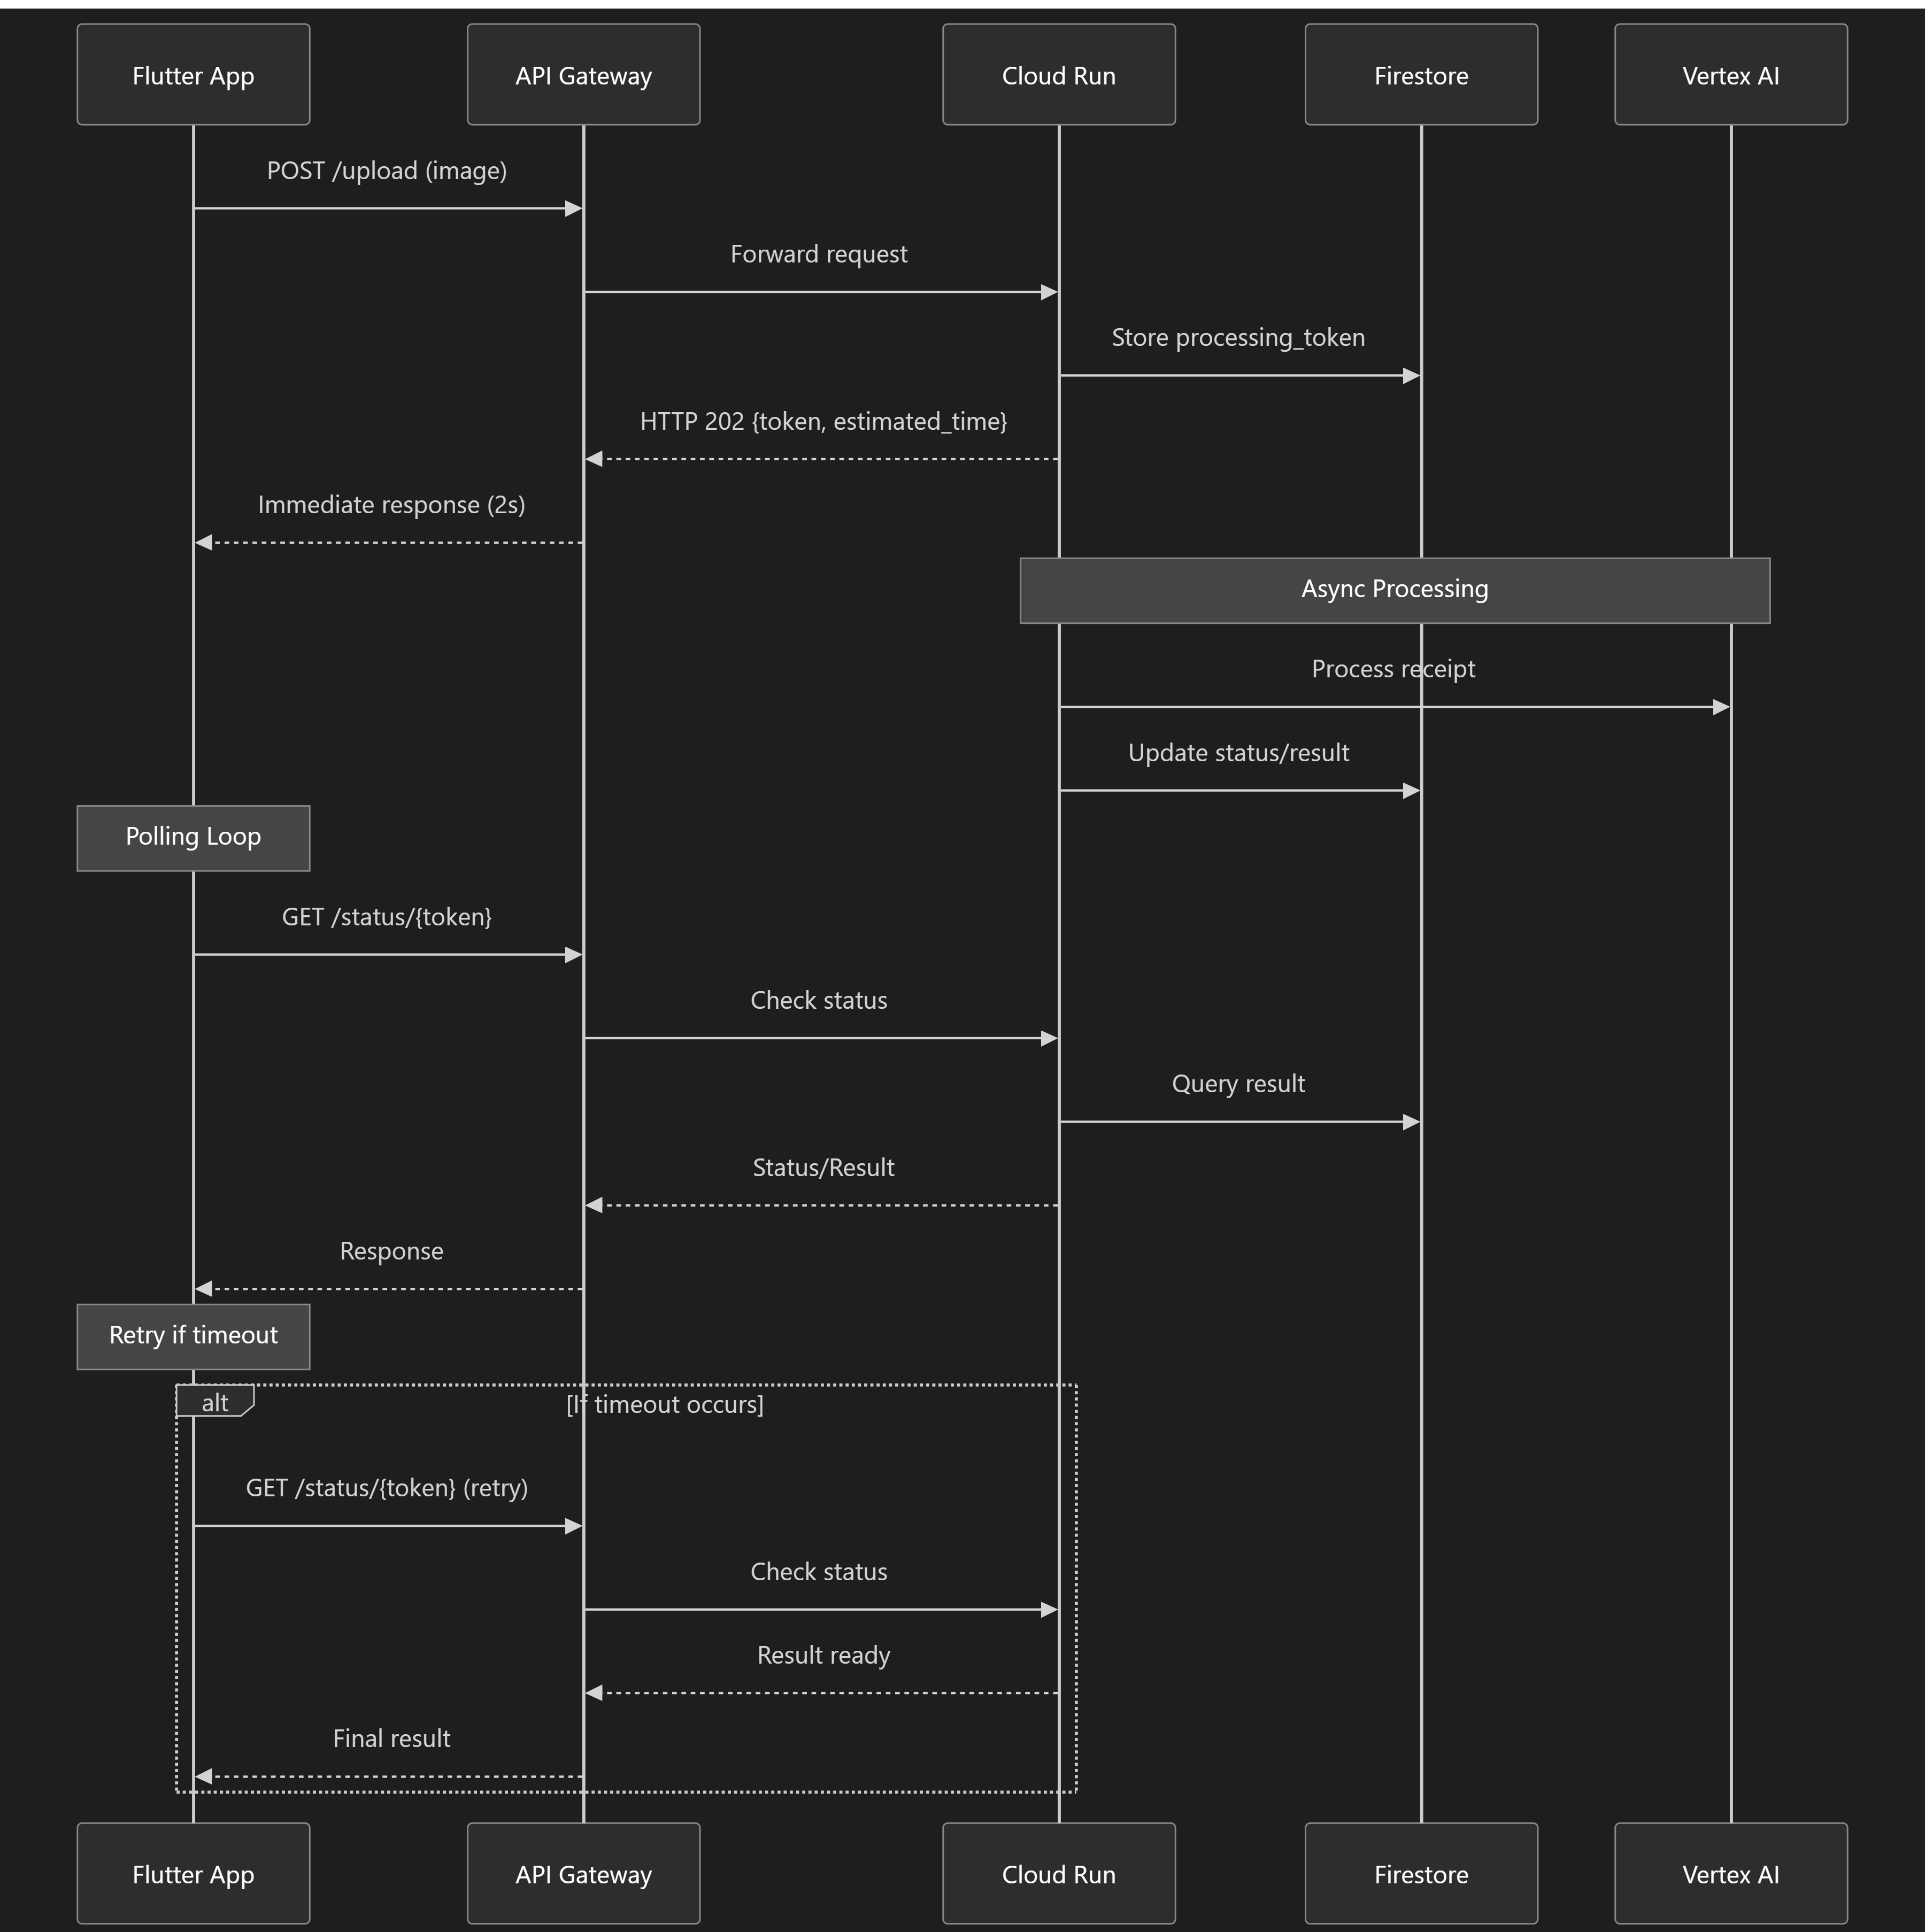 Flutter App
API Gateway
Cloud Run
Firestore
Vertex AI
POST /upload (image)
Forward request
Store processing_token
HTTP 202 {token, estimated_time}
Immediate response (2s)
Async Processing
Process receipt
Update status/result
Polling Loop
GET /status/{token}
Check status
Query result
Status/Result
Response
Retry if timeout
alt
[If timeout occurs]
GET /status/{token} (retry)
Check status
Result ready
Final result
Flutter App
API Gateway
Cloud Run
Firestore
Vertex AI